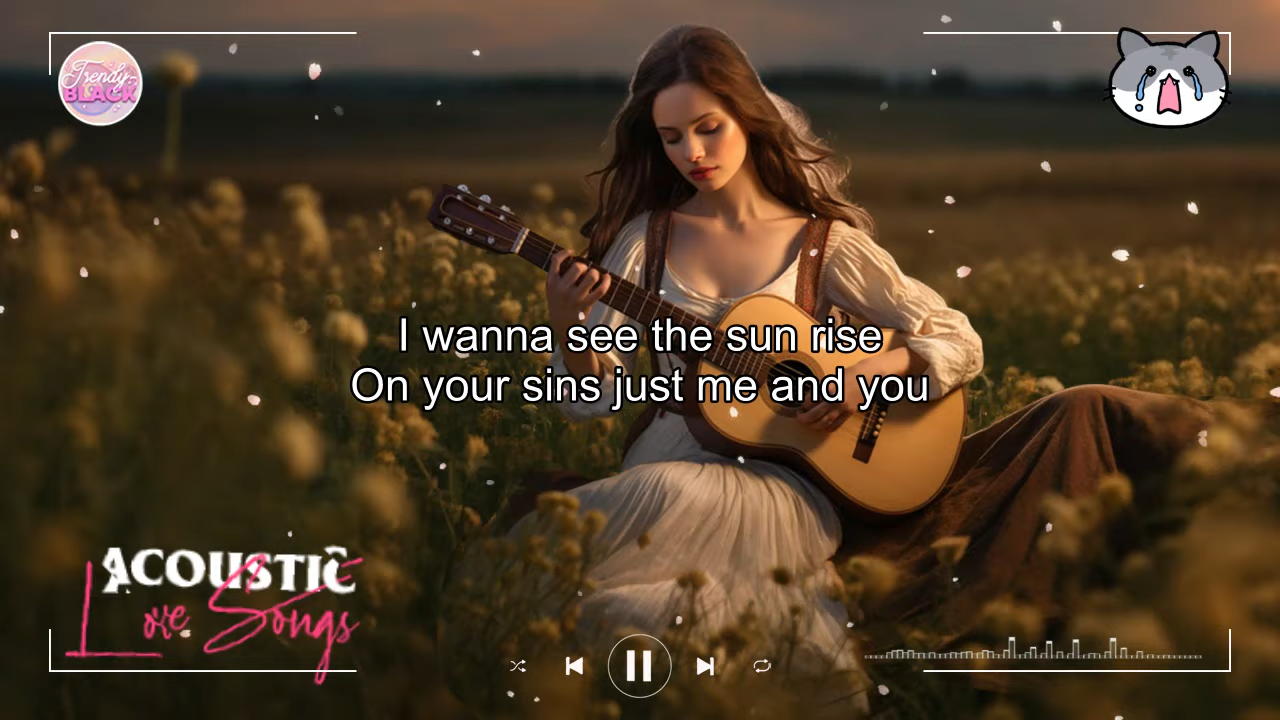 Trendy
BLACK
I wanna see the sun rise
On your sins just me and you
ACOUSTIC
Love Songs